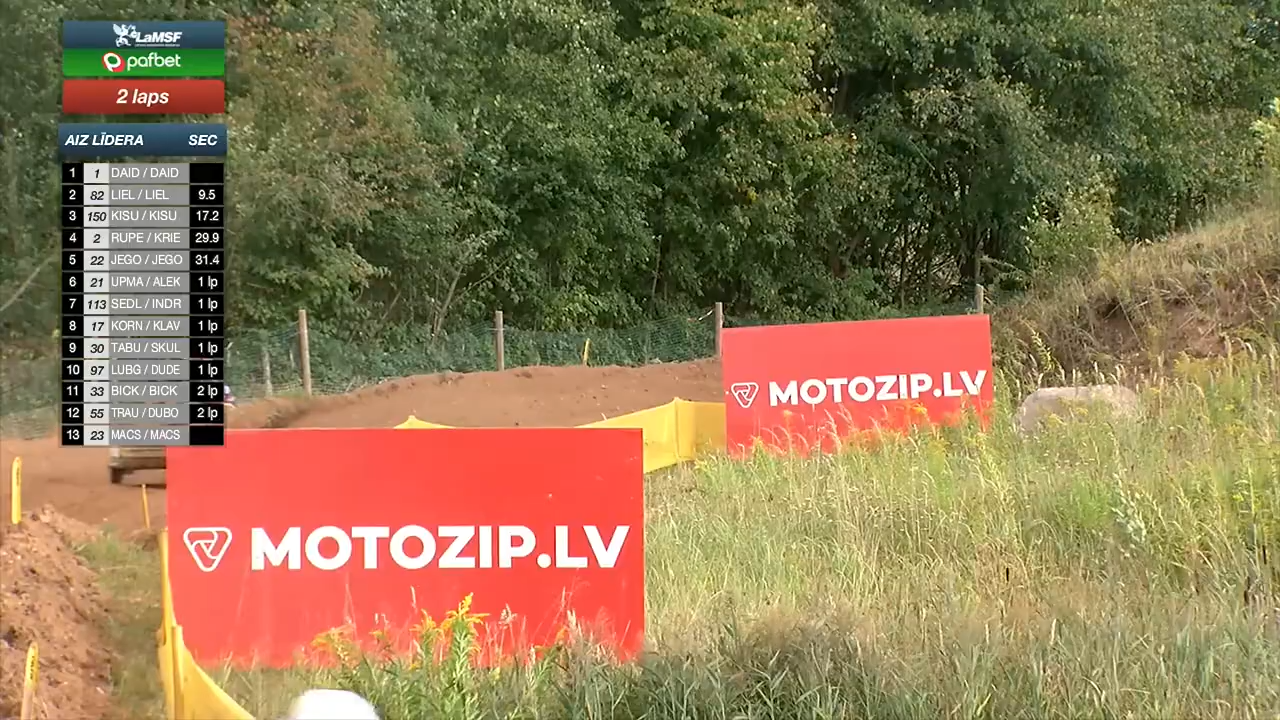 LaMSF
pafbet
2 laps
AIZ LĪDERA SEC
1 1 DAID / DAID
2 82 LIEL / LIEL 9.5
3 150 KISU / KISU 17.2
4 2 RUPE / KRIE 29.9
5 22 JEGO / JEGO 31.4
6 21 UPMA / ALEK 1 lp
7 113 SEDL / INDR 1 lp
8 17 KORN / KLAV 1 lp
9 30 TABU / SKUL 1 lp
10 97 LUBG / DUDE 1 lp
11 33 BICK / BICK 2 lp
12 55 TRAU / DUBO 2 lp
13 23 MACS / MACS
MOTOZIP.LV
MOTOZIP.LV